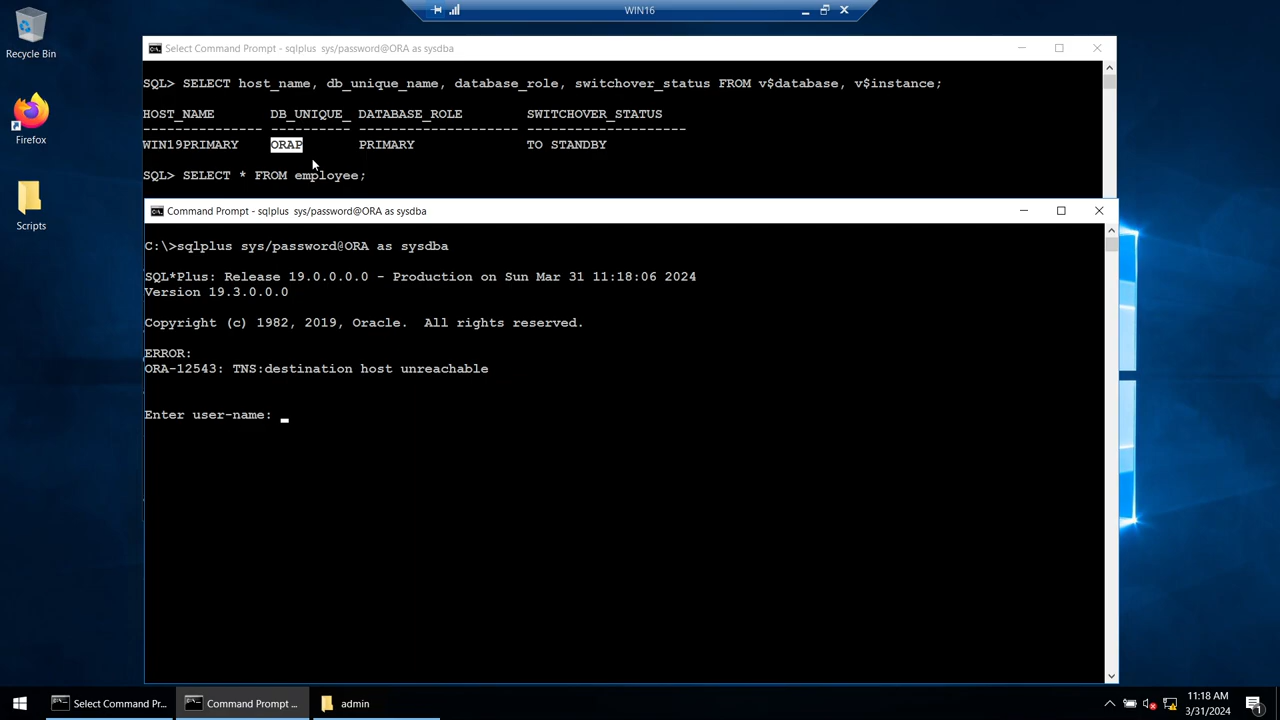 WIN16
Recycle Bin
Firefox
Scripts
Select Command Prompt - sqlplus  sys/password@ORA as sysdba
SQL> SELECT host_name, db_unique_name, database_role, switchover_status FROM v$database, v$instance;
HOST_NAME       DB_UNIQUE_ DATABASE_ROLE        SWITCHOVER_STATUS
--------------- ---------- -------------------- --------------------
WIN19PRIMARY    ORAP       PRIMARY              TO STANDBY
SQL> SELECT * FROM employee;
Command Prompt - sqlplus  sys/password@ORA as sysdba
C:\>sqlplus sys/password@ORA as sysdba
SQL*Plus: Release 19.0.0.0.0 - Production on Sun Mar 31 11:18:06 2024
Version 19.3.0.0.0
Copyright (c) 1982, 2019, Oracle.  All rights reserved.
ERROR:
ORA-12543: TNS:destination host unreachable
Enter user-name:
Select Command Pr...
Command Prompt ...
admin
11:18 AM
3/31/2024
1